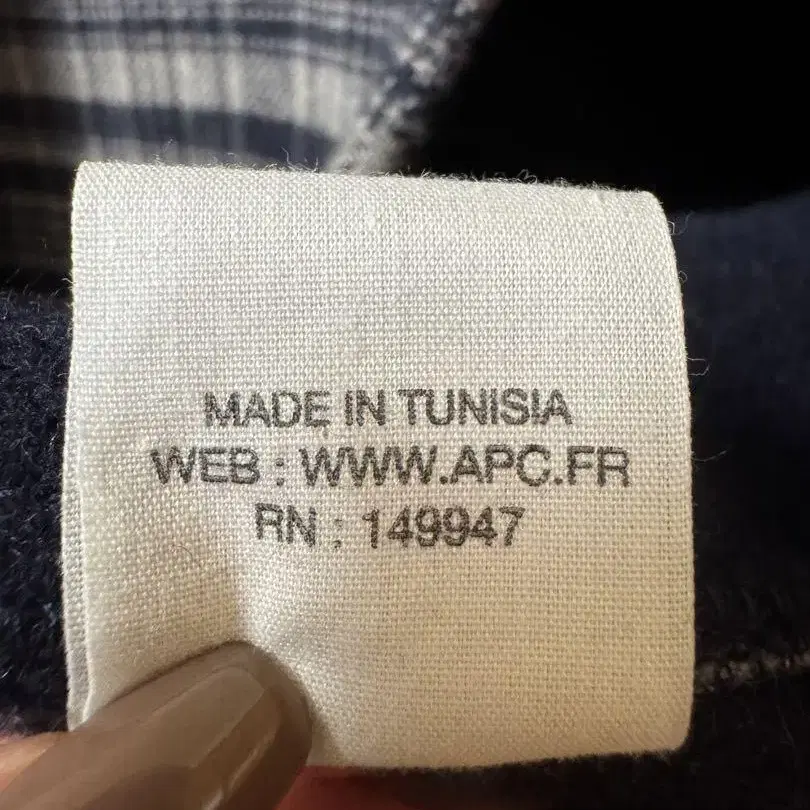 MADE IN TUNISIA
WEB : WWW.APC.FR
RN : 149947